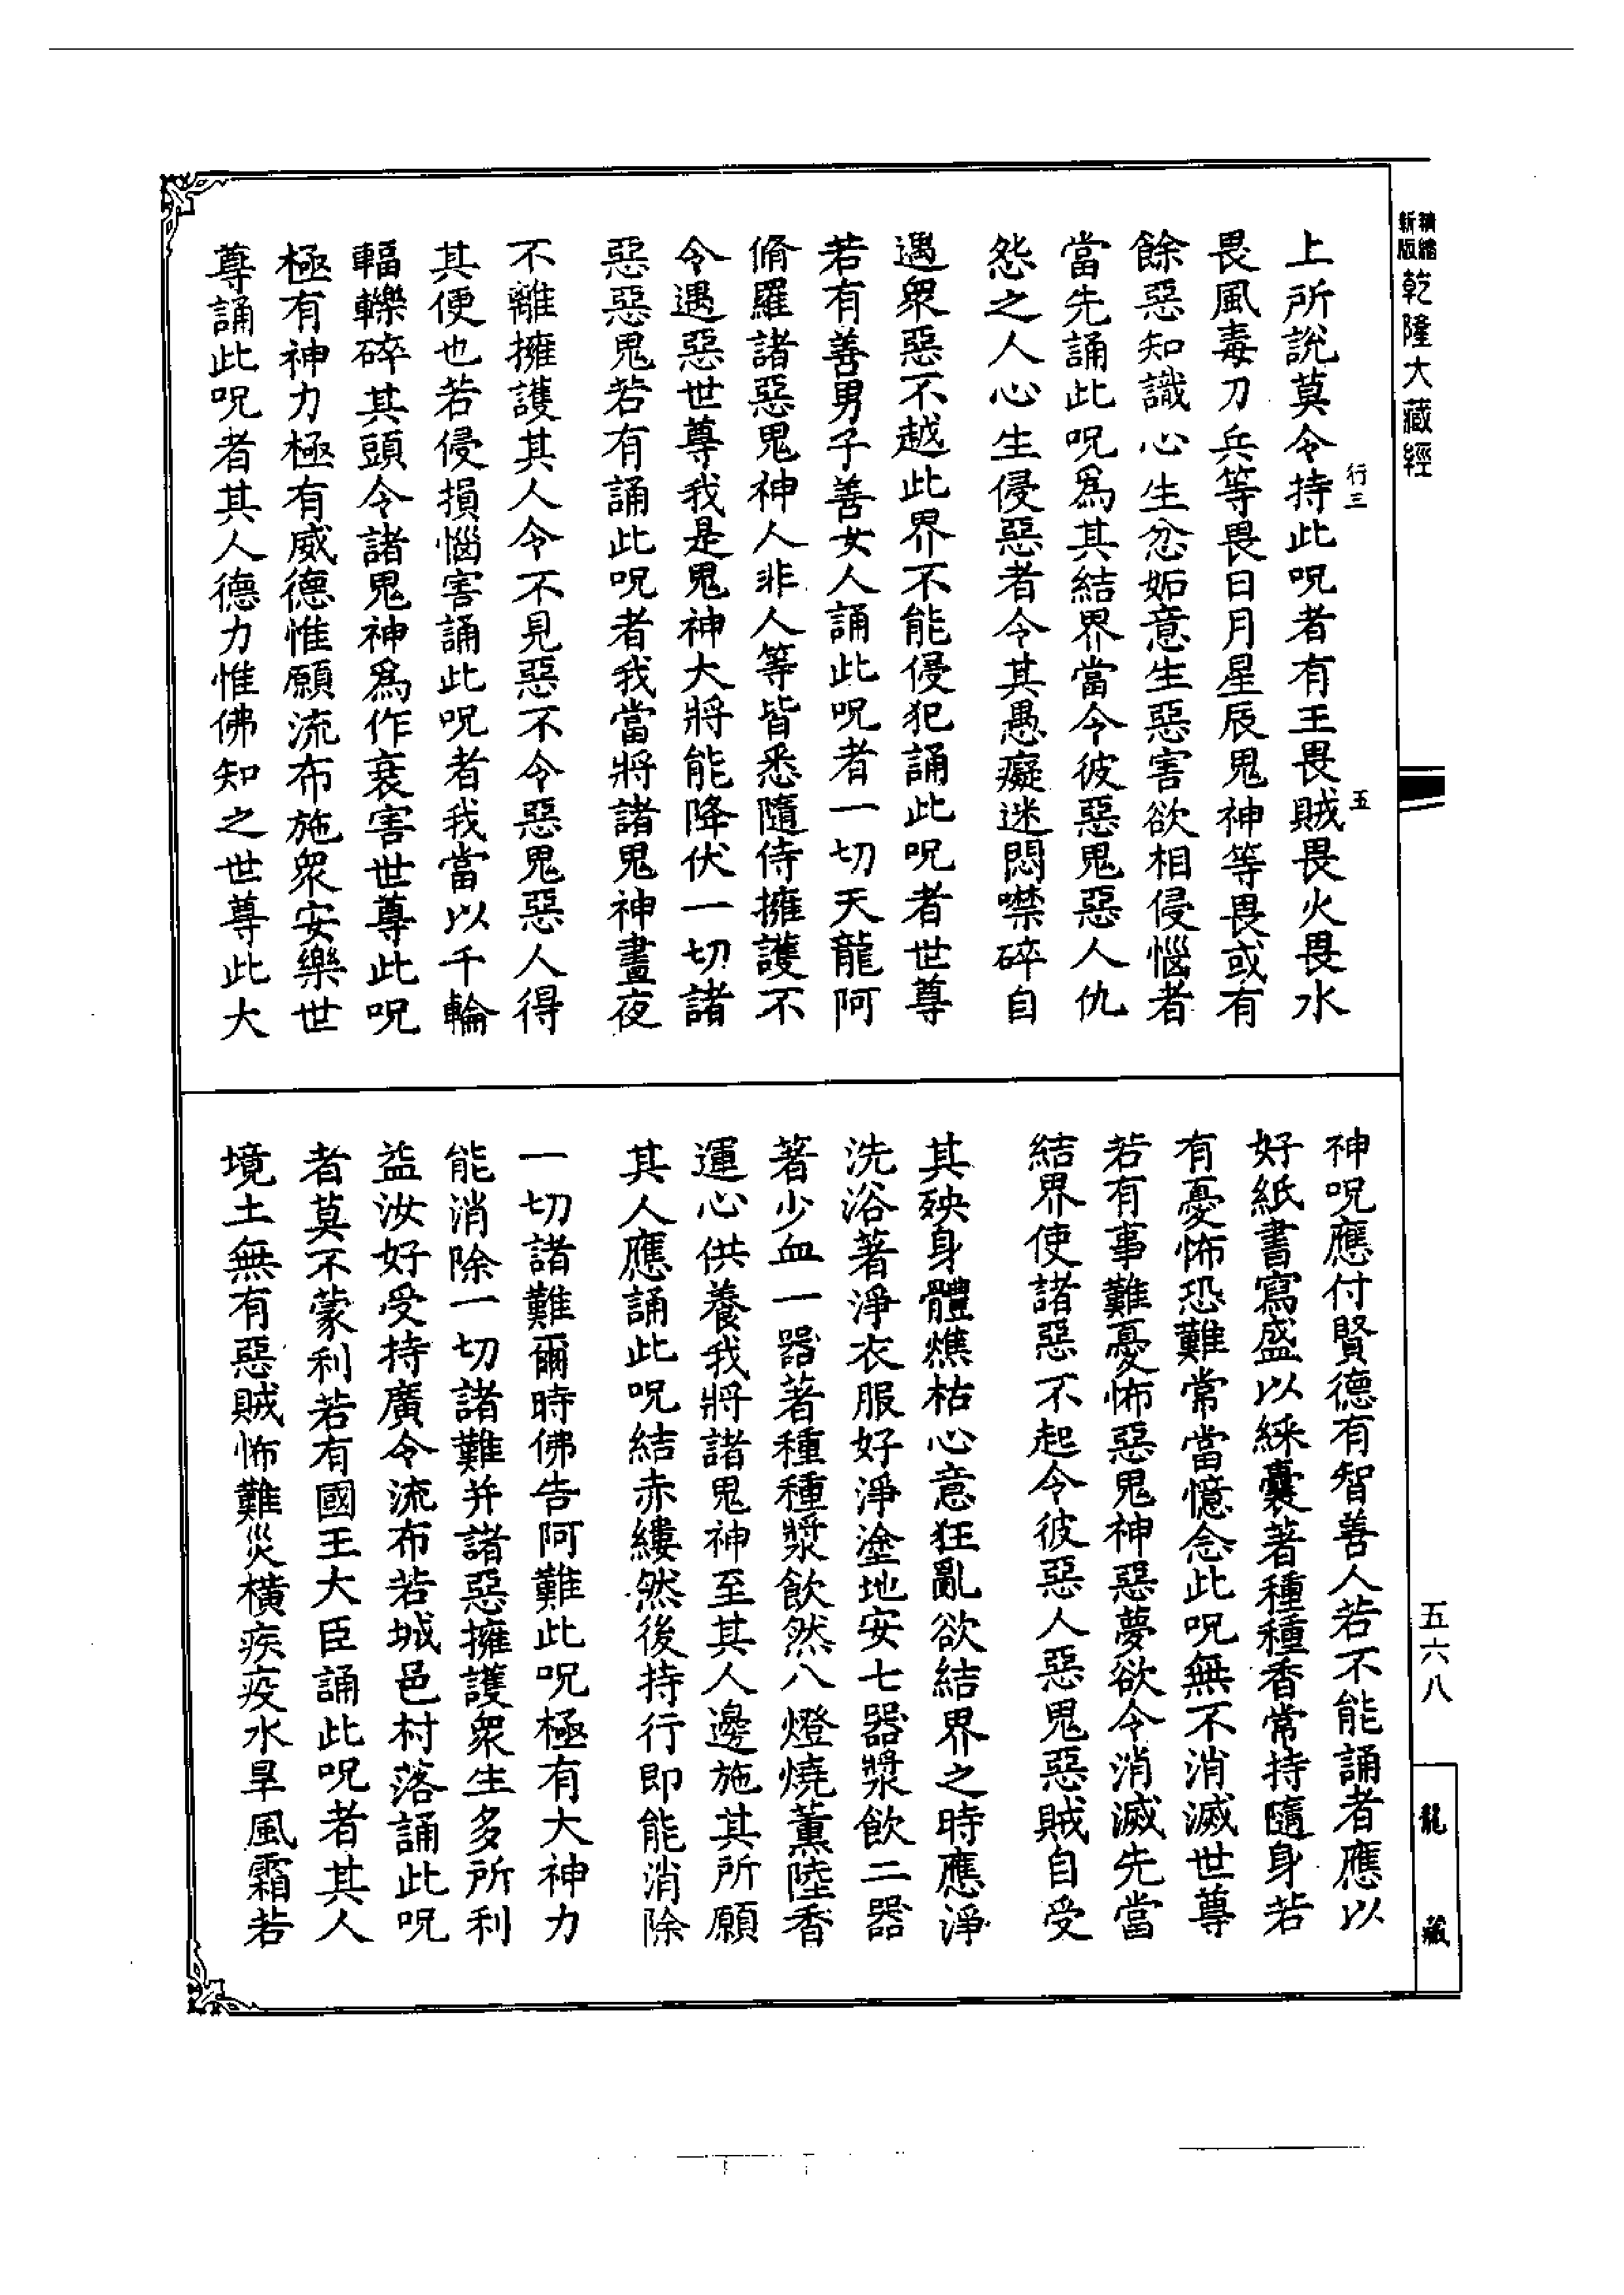 新版精縮乾隆大藏經
行三
五
上所說莫令持此呪者有王畏賊畏火畏水
畏風毒刀兵等畏日月星辰鬼神等畏或有
餘惡知識心生忿妬意生惡害欲相侵惱者
當先誦此呪爲其結界當令彼惡鬼惡人仇
怨之人心生侵惡者令其愚癡迷悶噤碎自
遇衆惡不越此界不能侵犯誦此呪者世尊
若有善男子善女人誦此呪者一切天龍阿
脩羅諸惡鬼神人非人等皆悉隨侍擁護不
令遇惡世尊我是鬼神大將能降伏一切諸
惡惡鬼若有誦此呪者我當將諸鬼神晝夜
不離擁護其人令不見惡不令惡鬼惡人得
其便也若侵損惱害誦此呪者我當以千輪
輻轢碎其頭令諸鬼神爲作衰害世尊此呪
極有神力極有威德惟願流布施衆安樂世
尊誦此呪者其人德力惟佛知之世尊此大
神呪應付賢德有智善人若不能誦者應以
好紙書寫盛以綵囊著種種香常持隨身若
有憂怖恐難常當憶念此呪無不消滅世尊
若有事難憂怖惡鬼神惡夢欲令消滅先當
結界使諸惡不起令彼惡人惡鬼惡賊自受
其殃身體燋枯心意狂亂欲結界之時應淨
洗浴著淨衣服好淨塗地安七器漿飲二器
著少血一器著種種漿飲然八燈燒薰陸香
運心供養我將諸鬼神至其人邊施其所願
其人應誦此呪結赤縷然後持行即能消除
一切諸難爾時佛告阿難此呪極有大神力
能消除一切諸難并諸惡擁護衆生多所利
益汝好受持廣令流布若城邑村落誦此呪
者莫不蒙利若有國王大臣誦此呪者其人
境土無有惡賊怖難災橫疾疫水旱風霜若
五六八
龍藏